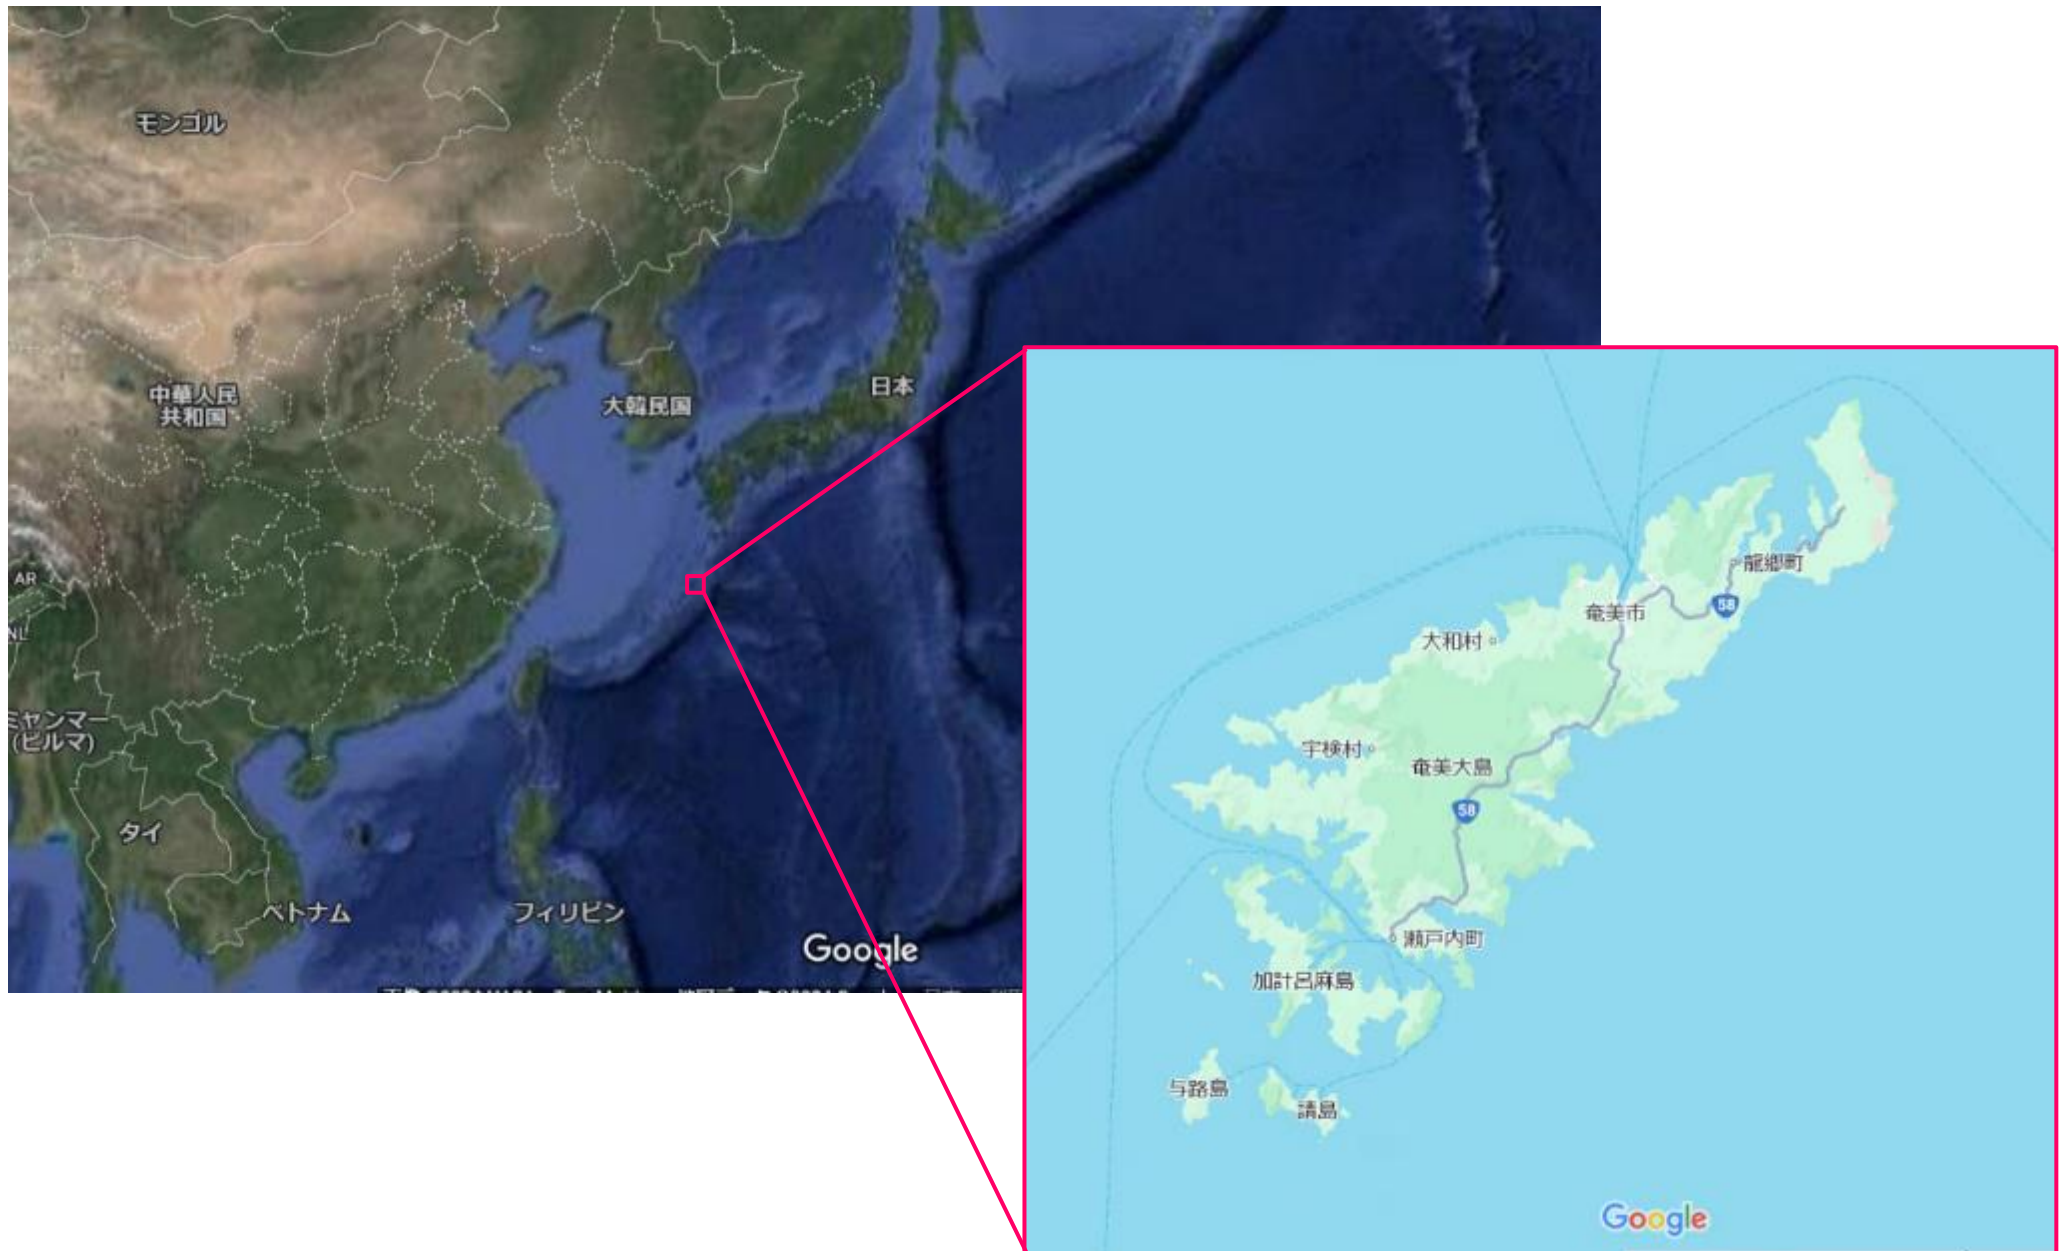 モンゴル
中華人民
共和国
大韓民国
日本
AR
NL
ミャンマー
(ビルマ)
タイ
ベトナム
フィリピン
Google
龍郷町
58
奄美市
大和村
宇検村
奄美大島
58
瀬戸内町
加計呂麻島
与路島
請島
Google